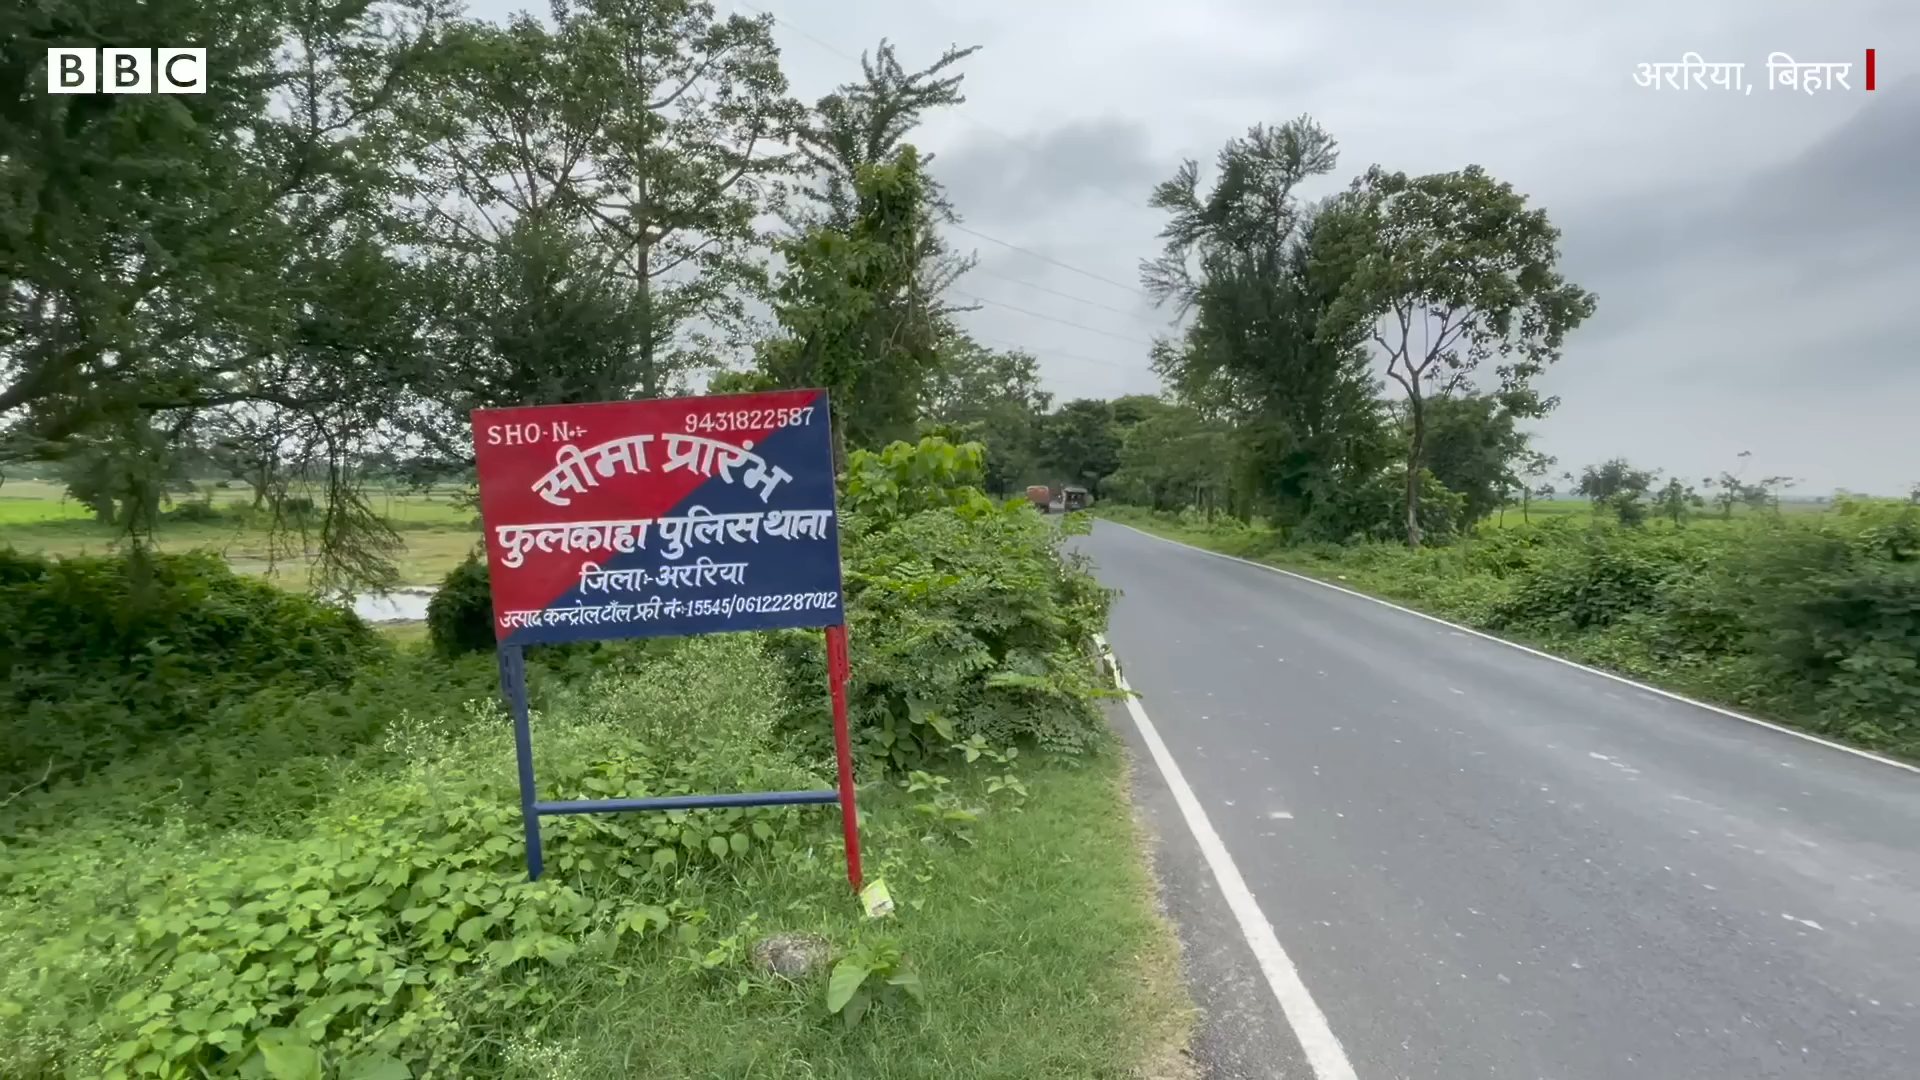 BBC
अररिया, बिहार
SHO-N:- 9431822587
सीमा प्रारंभ
फुलकाहा पुलिस थाना
जिला:-अररिया
उत्पाद कन्ट्रोल टॉल फ्री नं:-15545/06122287012